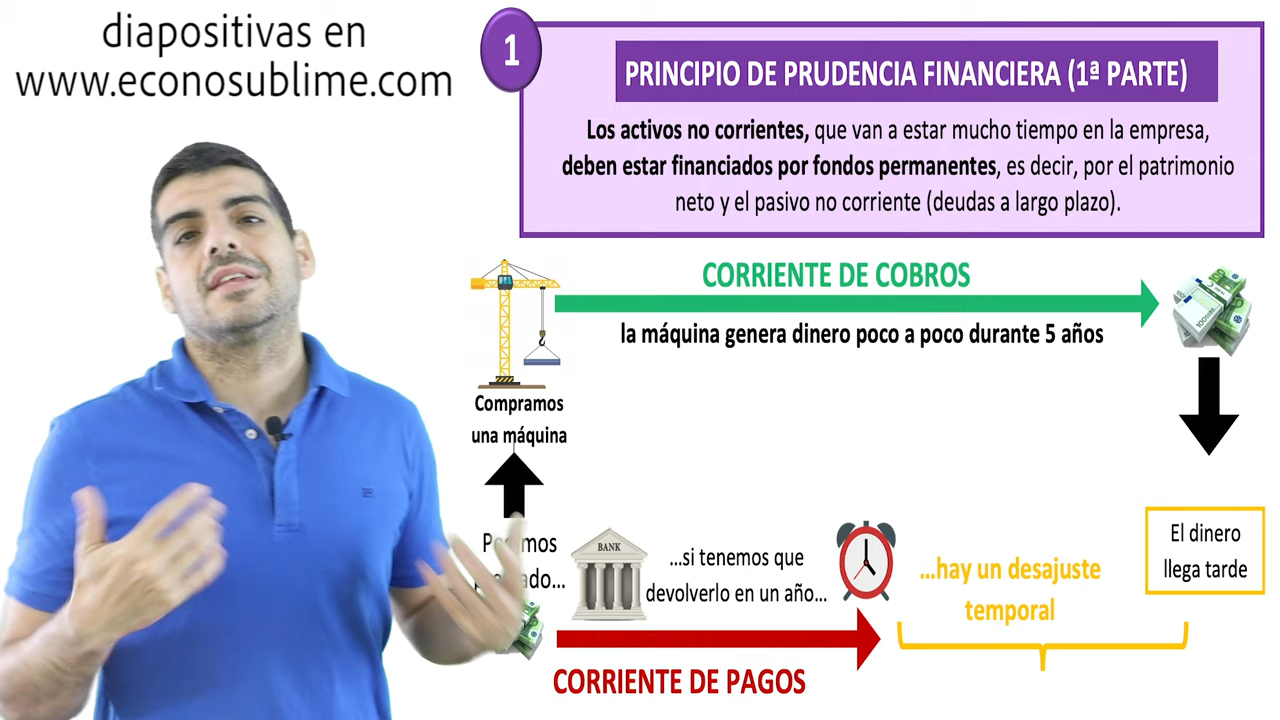 diapositivas en
www.econosublime.com
1
PRINCIPIO DE PRUDENCIA FINANCIERA (1ª PARTE)
Los activos no corrientes, que van a estar mucho tiempo en la empresa,
deben estar financiados por fondos permanentes, es decir, por el patrimonio
neto y el pasivo no corriente (deudas a largo plazo).
CORRIENTE DE COBROS
la máquina genera dinero poco a poco durante 5 años
Compramos
una máquina
BANK
...si tenemos que
devolverlo en un año...
...hay un desajuste
temporal
El dinero
llega tarde
CORRIENTE DE PAGOS